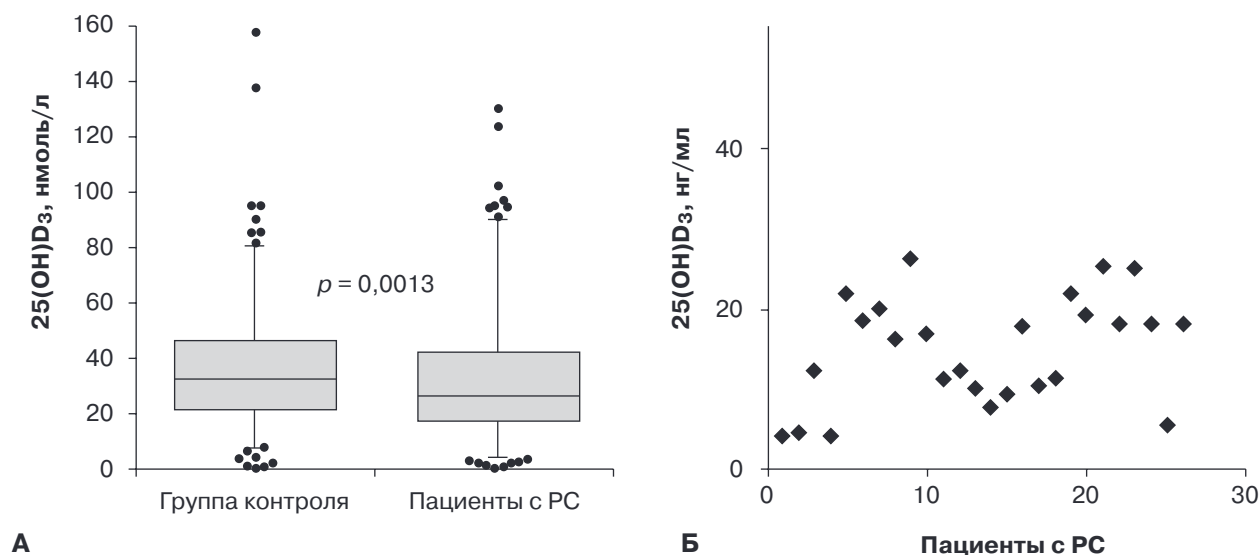 160
140
120
100
80
60
40
20
0
25(OH)D₃, нмоль/л
p = 0,0013
Группа контроля
Пациенты с РС
А
40
20
0
25(OH)D₃, нг/мл
0 10 20 30
Пациенты с РС
Б